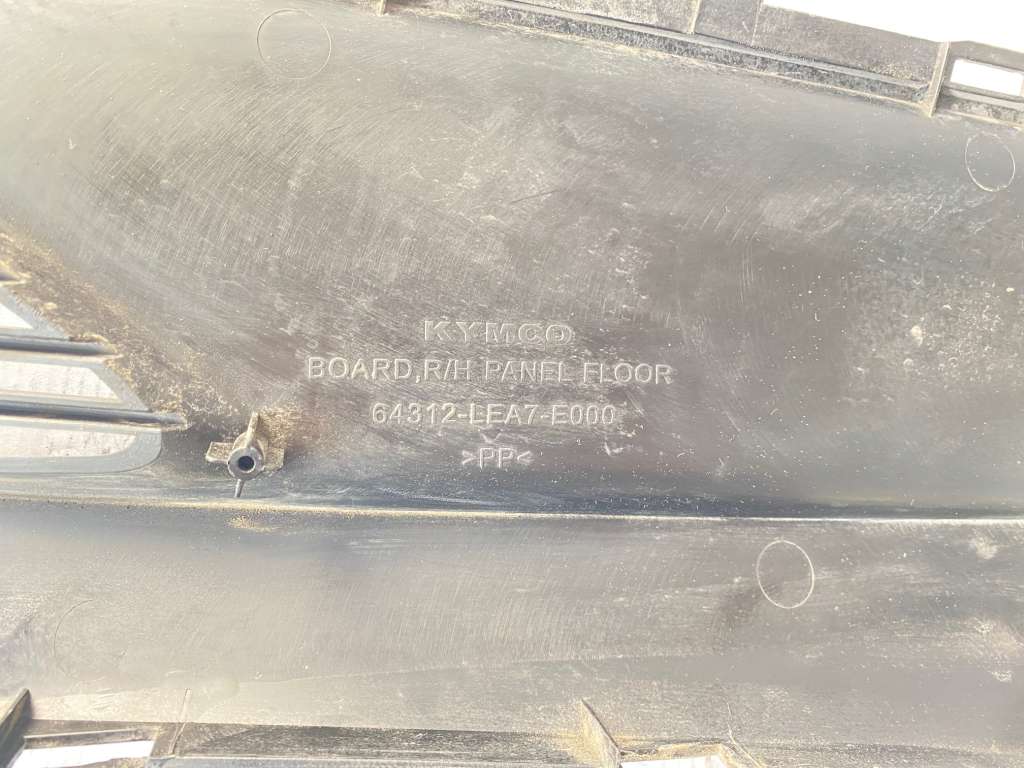 KYMCO
BOARD,R/H PANEL FLOOR
64312-LEA7-E000
>PP<